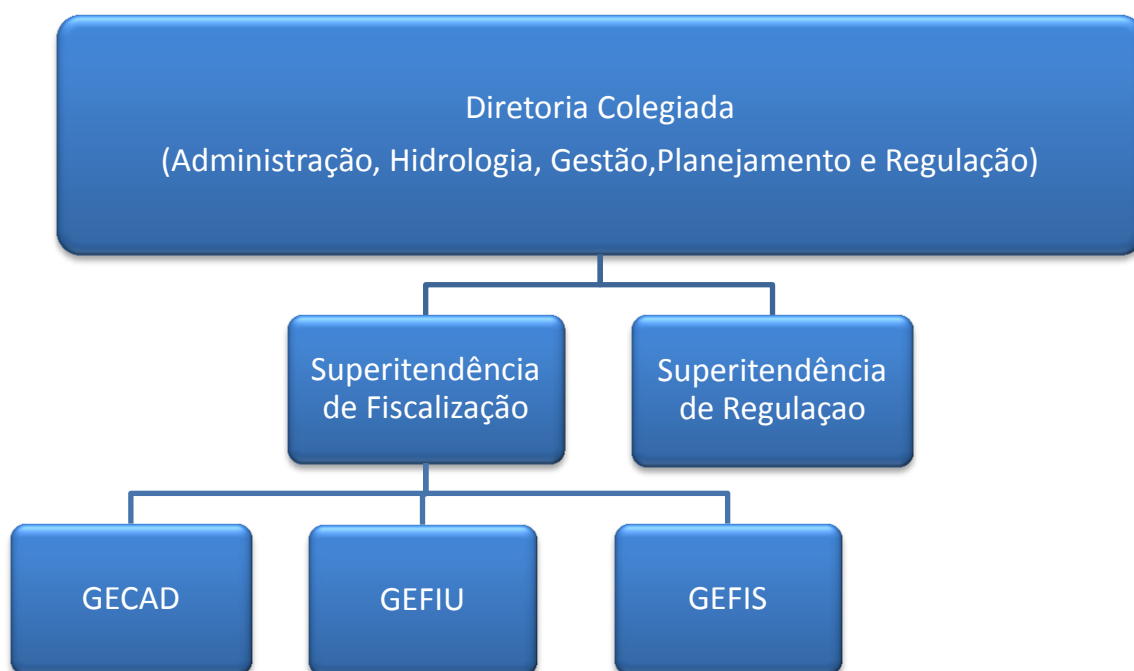 Diretoria Colegiada
(Administração, Hidrologia, Gestão,Planejamento e Regulação)
Superitendência
de Fiscalização
Superitendência
de Regulaçao
GECAD
GEFIU
GEFIS